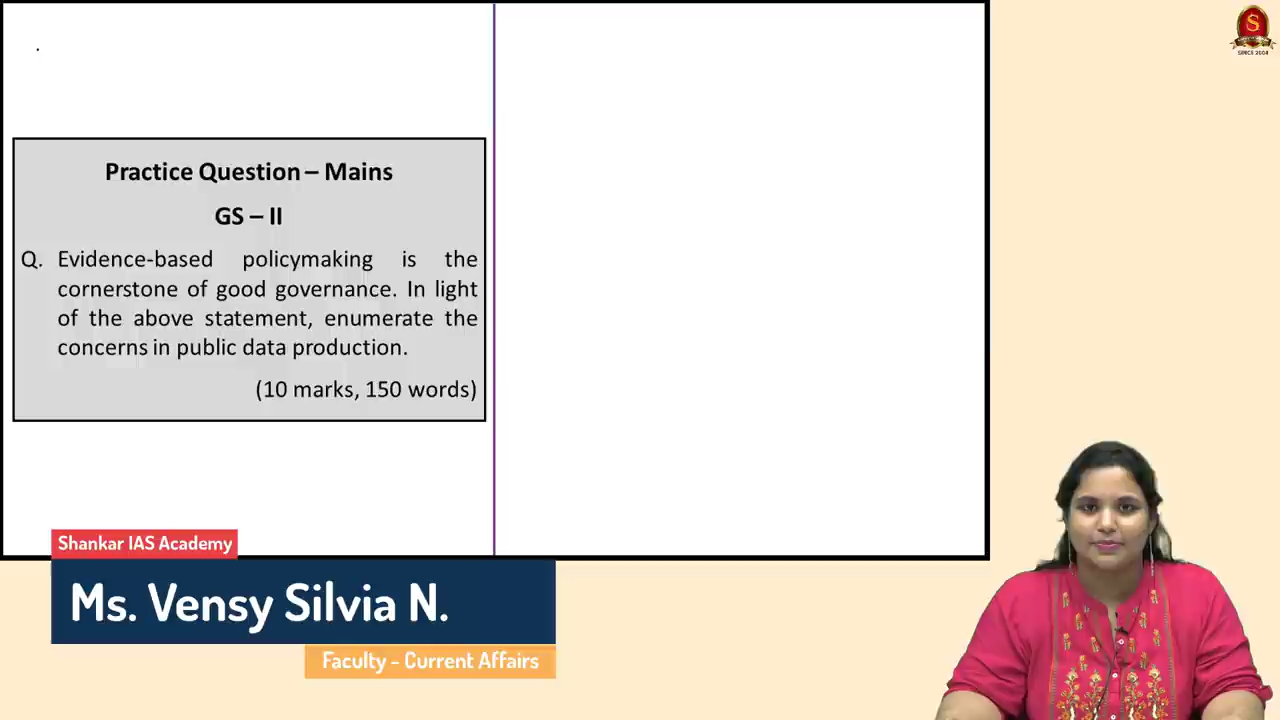 Practice Question – Mains
GS – II
Q. Evidence-based policymaking is the
cornerstone of good governance. In light
of the above statement, enumerate the
concerns in public data production.
(10 marks, 150 words)
Shankar IAS Academy
Ms. Vensy Silvia N.
Faculty - Current Affairs
S
SINCE 2004